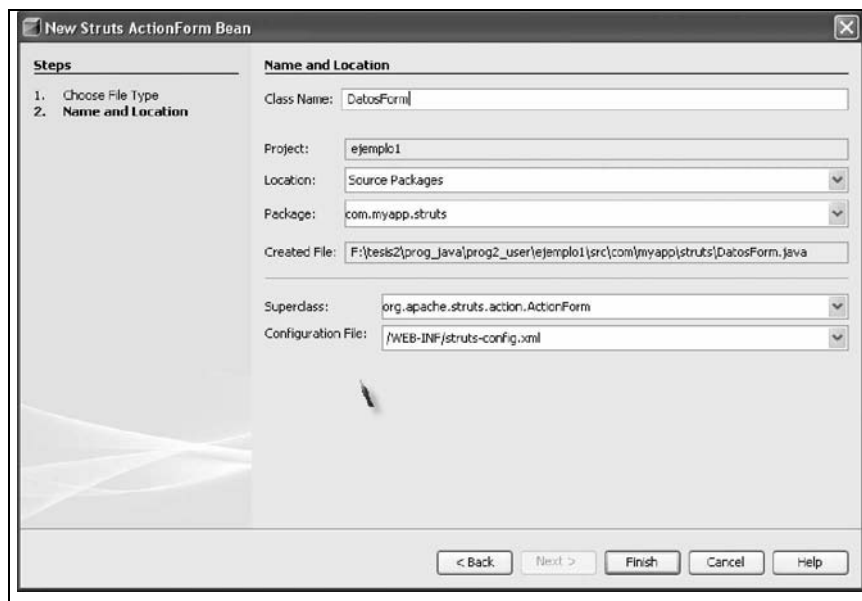 New Struts ActionForm Bean
Steps
1. Choose File Type
2. Name and Location
Name and Location
Class Name: DatosForm
Project: ejemplo1
Location: Source Packages
Package: com.myapp.struts
Created File: F:\tesis2\prog_java\prog2_user\ejemplo1\src\com\myapp\struts\DatosForm.java
Superclass: org.apache.struts.action.ActionForm
Configuration File: /WEB-INF/struts-config.xml
< Back Next > Finish Cancel Help